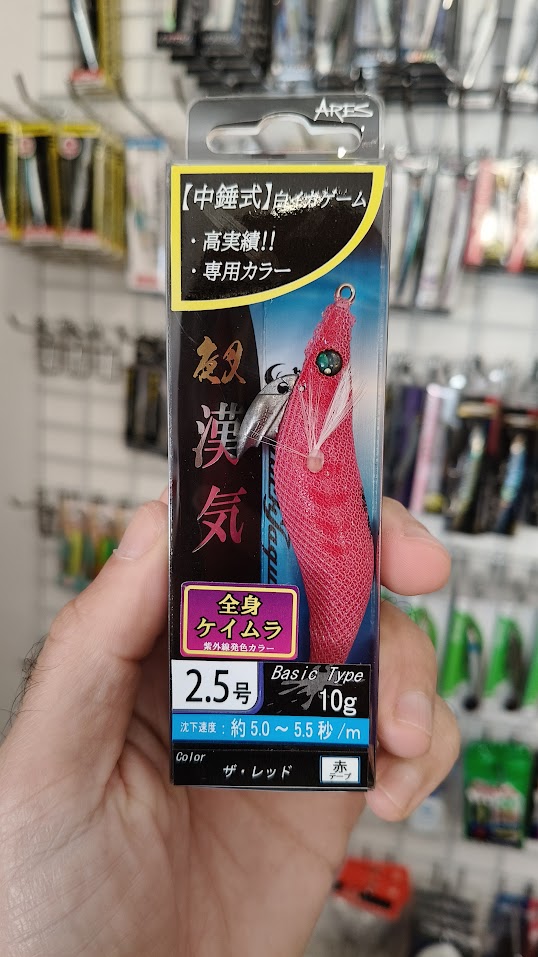 ARES
【中錘式】白イカゲーム
・高実績!!
・専用カラー
漢
気
全身
ケイムラ
紫外線発色カラー
2.5号
Basic Type
10g
沈下速度：約5.0～5.5秒/m
Color
ザ・レッド
赤
テープ